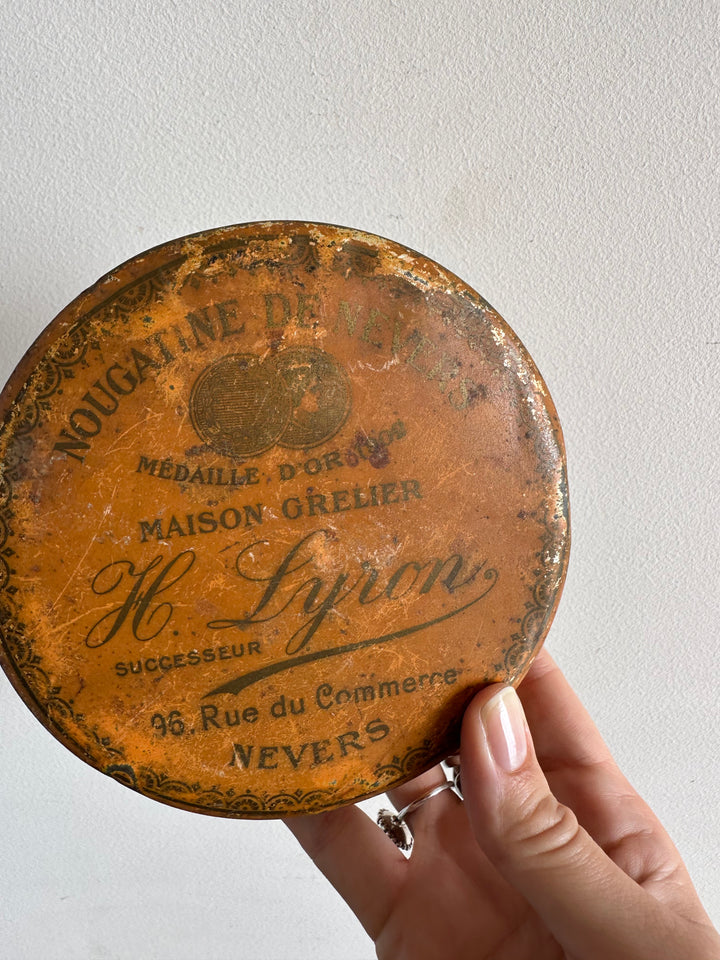 NOUGATINE DE NEVERS
MÉDAILLE D'OR
MAISON GRELIER
H. Lyron
SUCCESSEUR
96, Rue du Commerce
NEVERS